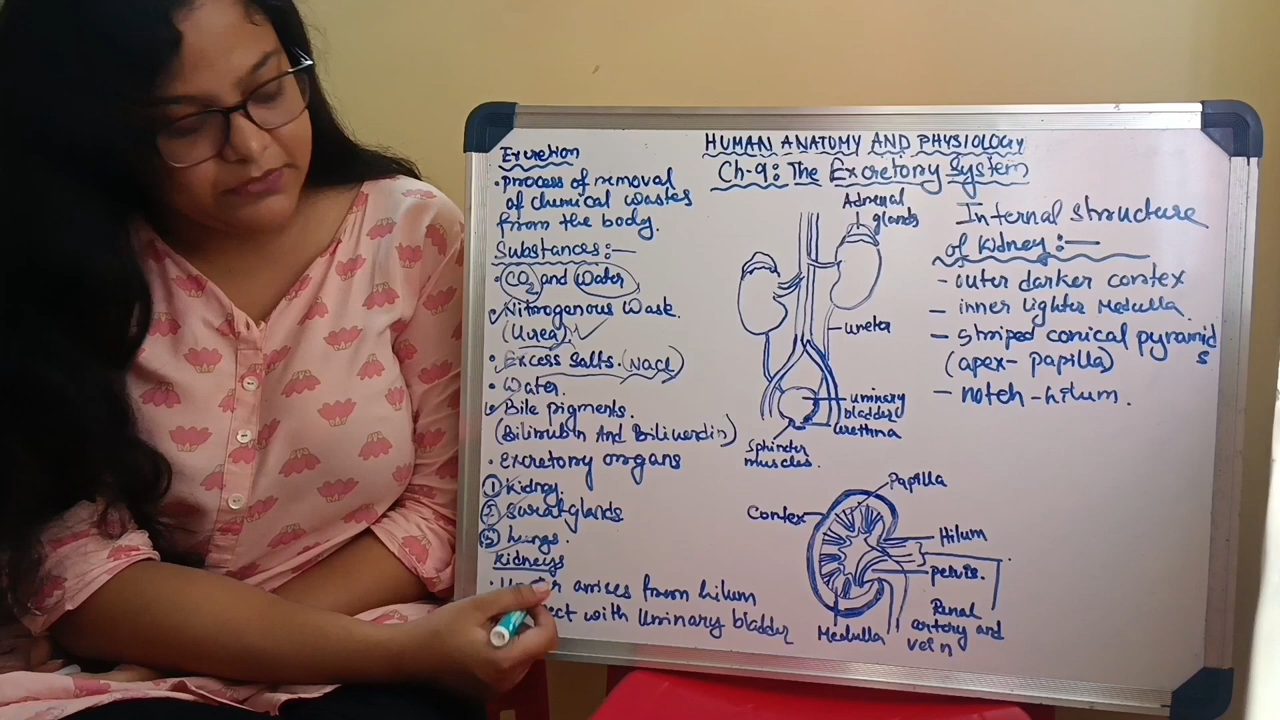 HUMAN ANATOMY AND PHYSIOLOGY
Ch-9: The Excretory System
Excretion
• process of removal
of chemical wastes
from the body.
Substances:—
• CO2 and Water
• Nitrogenous Waste.
(Urea)
• Excess Salts. (NaCl)
• Water.
• Bile pigments.
(Bilirubin And Biliverdin)
• Excretory organs
① Kidney.
② Sweat glands
③ Lungs.
Kidneys
arises from hilum
with Urinary bladder
Adrenal
glands
ureter
urinary
bladder
urethra
Sphincter
muscles.
Internal structure
of kidney:—
- outer darker cortex
- inner lighter Medulla.
- striped conical pyramid
s
(apex- papilla)
- notch-hilum.
Papilla
Cortex
Hilum
pelvis.
Renal
artery and
vein
Medulla